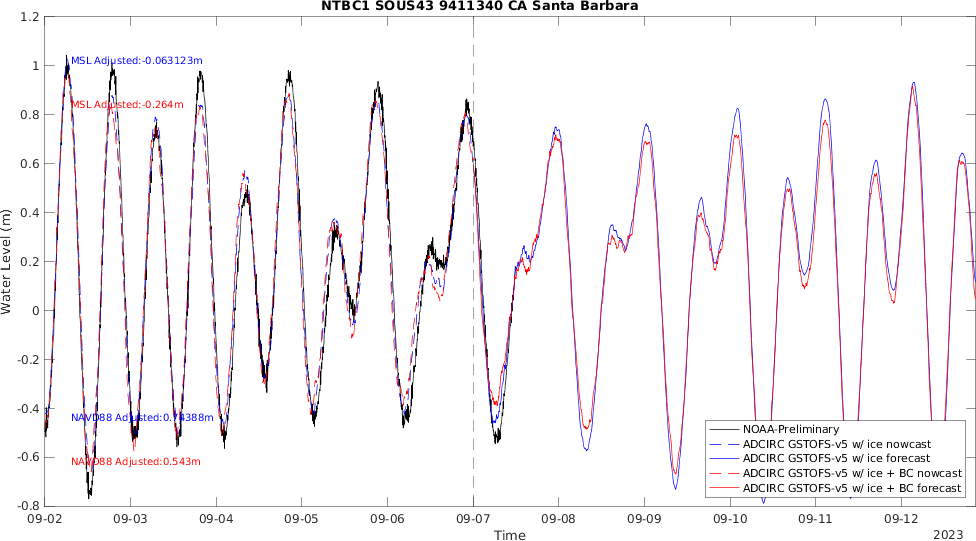 NTBC1 SOUS43 9411340 CA Santa Barbara
1.2
1
0.8
0.6
0.4
0.2
0
-0.2
-0.4
-0.6
-0.8
Water Level (m)
MSL Adjusted:-0.063123m
MSL Adjusted:-0.264m
NAVD88 Adjusted:0.74388m
NAVD88 Adjusted:0.543m
NOAA-Preliminary
ADCIRC GSTOFS-v5 w/ ice nowcast
ADCIRC GSTOFS-v5 w/ ice forecast
ADCIRC GSTOFS-v5 w/ ice + BC nowcast
ADCIRC GSTOFS-v5 w/ ice + BC forecast
09-02 09-03 09-04 09-05 09-06 09-07 09-08 09-09 09-10 09-11 09-12
Time
2023